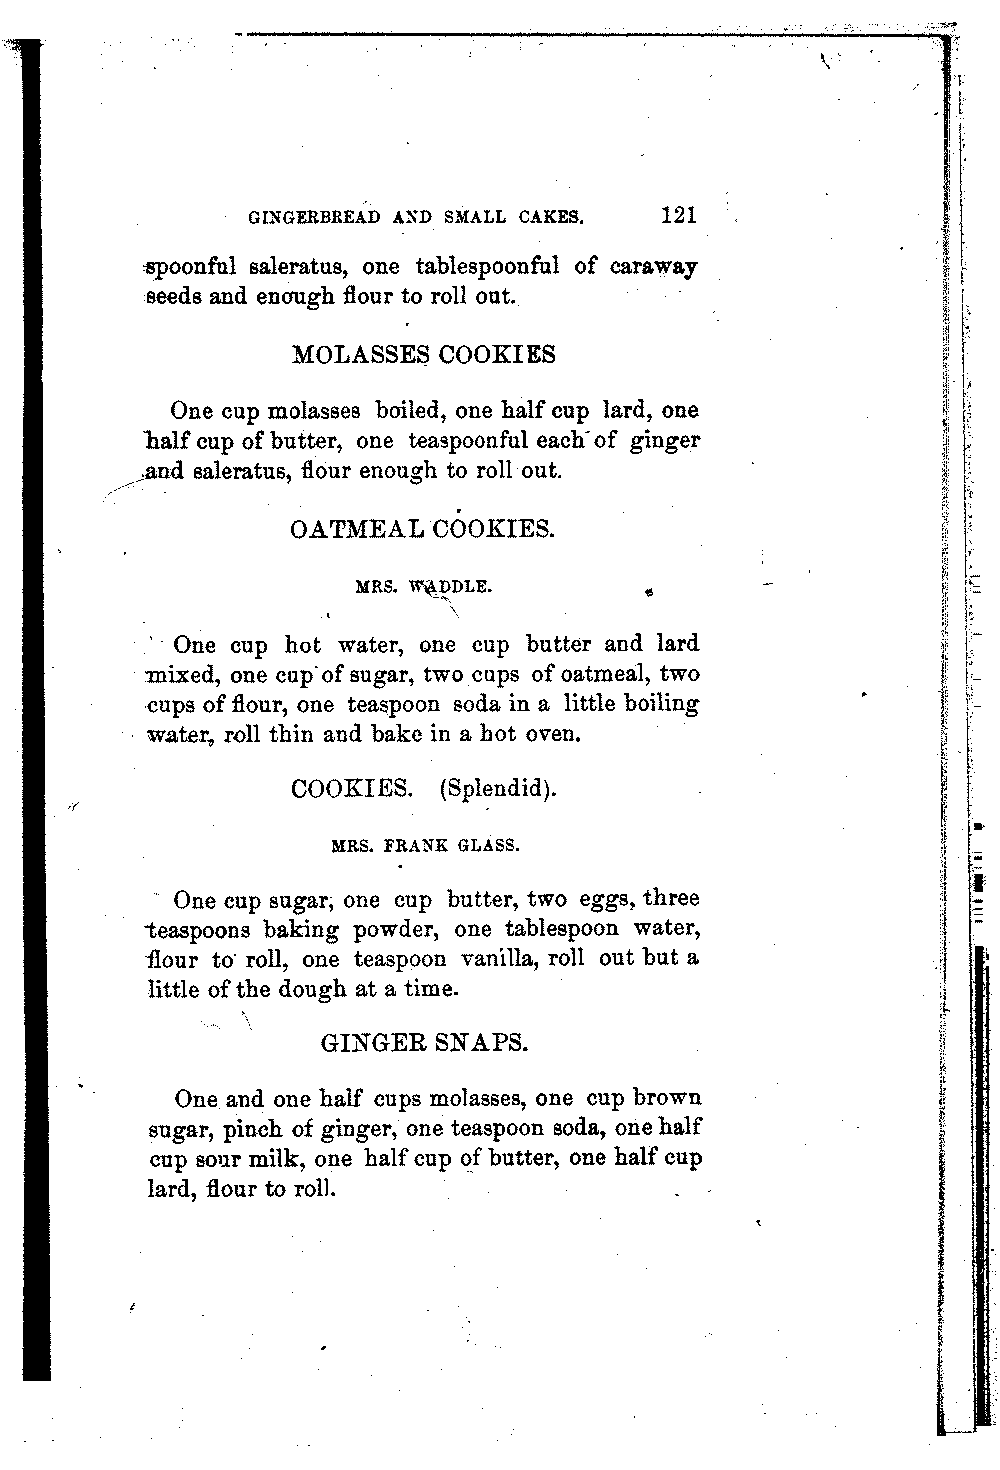 GINGERBREAD AND SMALL CAKES. 121
spoonful saleratus, one tablespoonful of caraway
seeds and enough flour to roll out.
MOLASSES COOKIES
One cup molasses boiled, one half cup lard, one
half cup of butter, one teaspoonful each of ginger
and saleratus, flour enough to roll out.
OATMEAL COOKIES.
MRS. WADDLE.
One cup hot water, one cup butter and lard
mixed, one cup of sugar, two cups of oatmeal, two
cups of flour, one teaspoon soda in a little boiling
water, roll thin and bake in a hot oven.
COOKIES. (Splendid).
MRS. FRANK GLASS.
One cup sugar, one cup butter, two eggs, three
teaspoons baking powder, one tablespoon water,
flour to roll, one teaspoon vanilla, roll out but a
little of the dough at a time.
GINGER SNAPS.
One and one half cups molasses, one cup brown
sugar, pinch of ginger, one teaspoon soda, one half
cup sour milk, one half cup of butter, one half cup
lard, flour to roll.